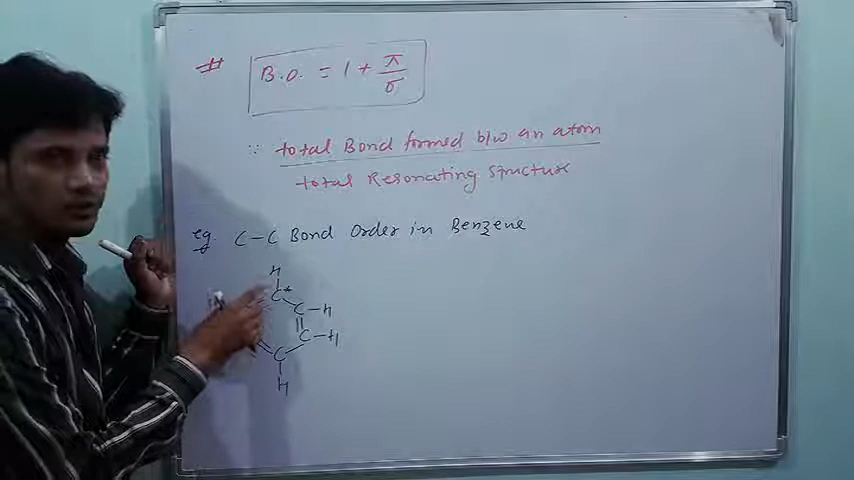 # B.O. = 1 + π/σ
∵ total Bond formed b/w an atom
total Resonating Structure
eg. C-C Bond Order in Benzene
H
C*
C-H
C-H
C
H